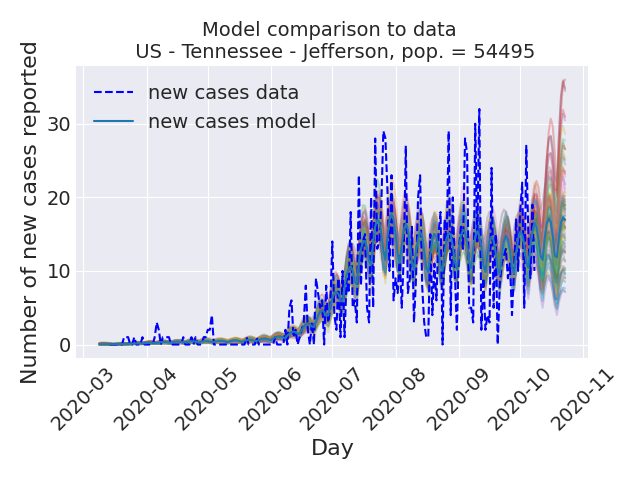 Model comparison to data
US - Tennessee - Jefferson, pop. = 54495
Number of new cases reported
new cases data
new cases model
30
20
10
0
2020-03
2020-04
2020-05
2020-06
2020-07
2020-08
2020-09
2020-10
2020-11
Day